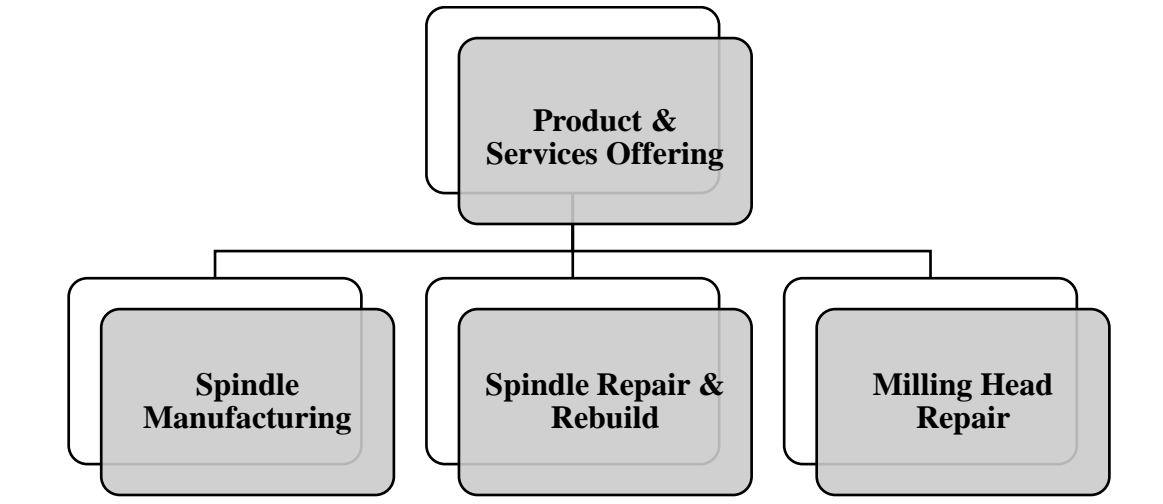 Product &
Services Offering
Spindle
Manufacturing
Spindle Repair &
Rebuild
Milling Head
Repair